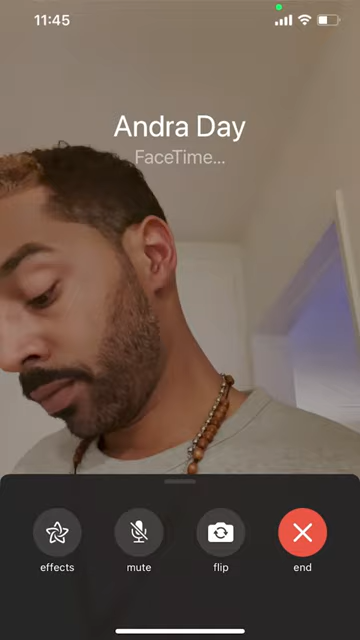 11:45
Andra Day
FaceTime...
effects
mute
flip
end